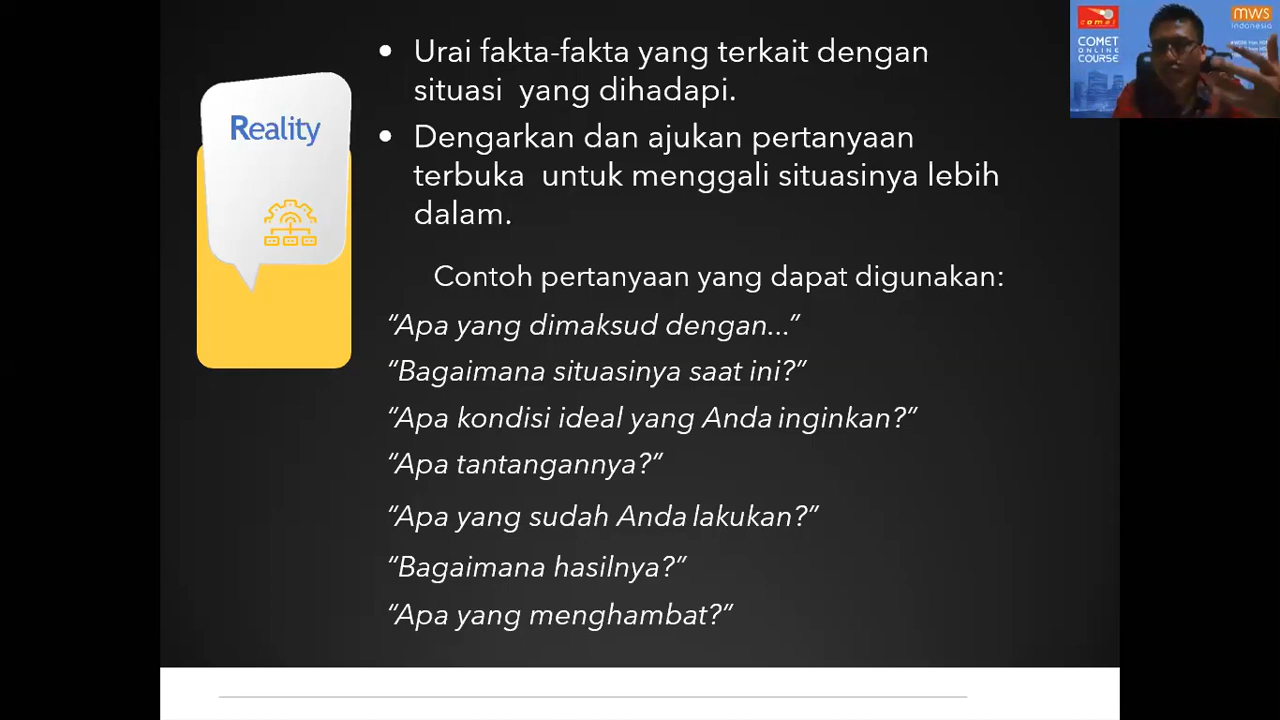 Reality
• Urai fakta-fakta yang terkait dengan
situasi yang dihadapi.
• Dengarkan dan ajukan pertanyaan
terbuka untuk menggali situasinya lebih
dalam.
Contoh pertanyaan yang dapat digunakan:
“Apa yang dimaksud dengan...”
“Bagaimana situasinya saat ini?”
“Apa kondisi ideal yang Anda inginkan?”
“Apa tantangannya?”
“Apa yang sudah Anda lakukan?”
“Bagaimana hasilnya?”
“Apa yang menghambat?”
comet
COMET
ONLINE
COURSE
mws
indonesia